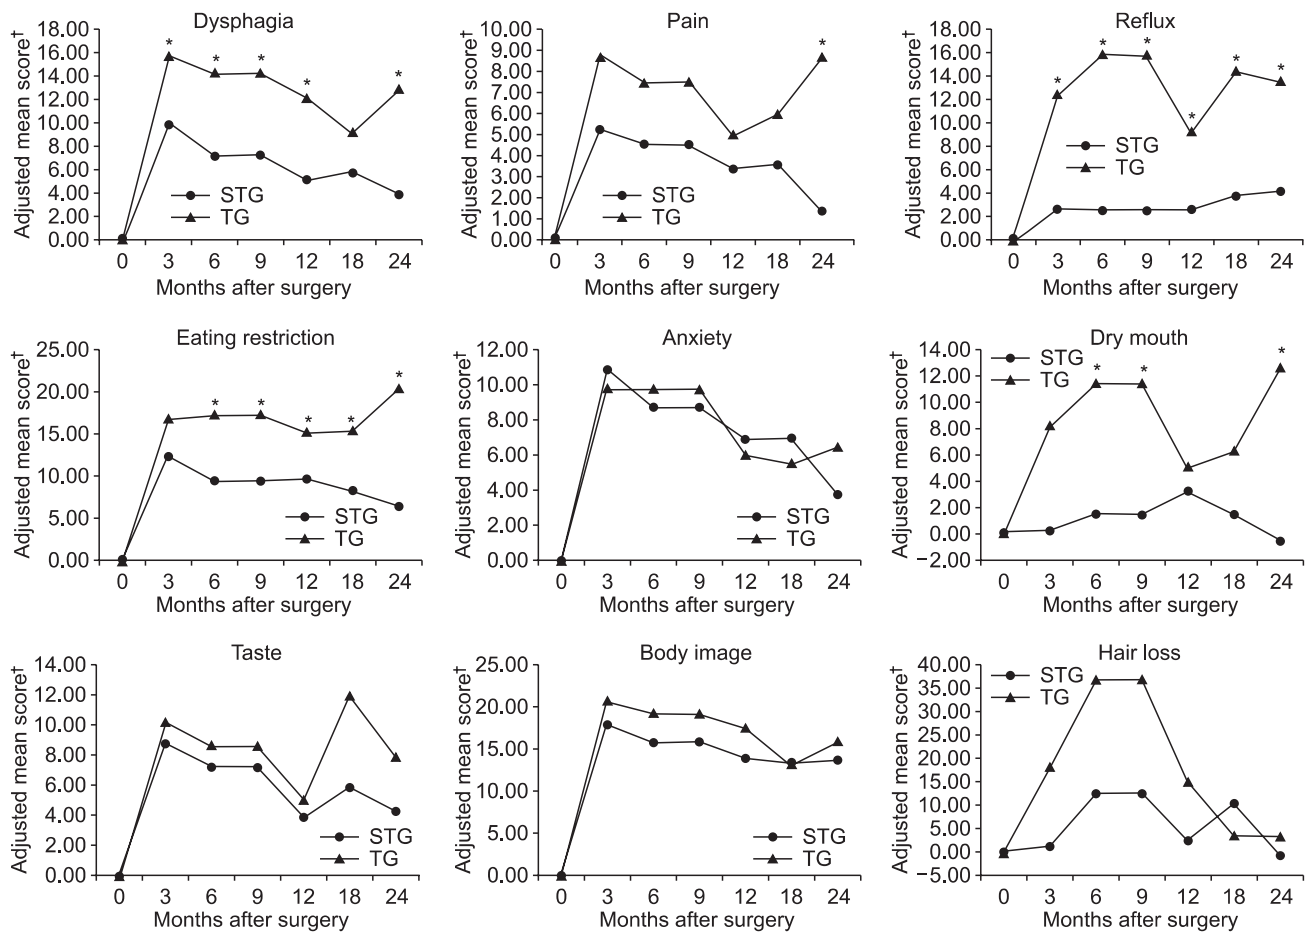 Dysphagia
Adjusted mean score†
18.00
16.00
14.00
12.00
10.00
8.00
6.00
4.00
2.00
0.00
* * * * *
STG
TG
0 3 6 9 12 18 24
Months after surgery
Pain
Adjusted mean score†
10.00
9.00
8.00
7.00
6.00
5.00
4.00
3.00
2.00
1.00
0.00
*
STG
TG
0 3 6 9 12 18 24
Months after surgery
Reflux
Adjusted mean score†
18.00
16.00
14.00
12.00
10.00
8.00
6.00
4.00
2.00
0.00
* * * * * *
STG
TG
0 3 6 9 12 18 24
Months after surgery
Eating restriction
Adjusted mean score†
25.00
20.00
15.00
10.00
5.00
0.00
* * * * *
STG
TG
0 3 6 9 12 18 24
Months after surgery
Anxiety
Adjusted mean score†
12.00
10.00
8.00
6.00
4.00
2.00
0.00
STG
TG
0 3 6 9 12 18 24
Months after surgery
Dry mouth
Adjusted mean score†
14.00
12.00
10.00
8.00
6.00
4.00
2.00
0.00
−2.00
STG
TG
* * *
0 3 6 9 12 18 24
Months after surgery
Taste
Adjusted mean score†
14.00
12.00
10.00
8.00
6.00
4.00
2.00
0.00
STG
TG
0 3 6 9 12 18 24
Months after surgery
Body image
Adjusted mean score†
25.00
20.00
15.00
10.00
5.00
0.00
STG
TG
0 3 6 9 12 18 24
Months after surgery
Hair loss
Adjusted mean score†
40.00
35.00
30.00
25.00
20.00
15.00
10.00
5.00
0.00
−5.00
STG
TG
0 3 6 9 12 18 24
Months after surgery